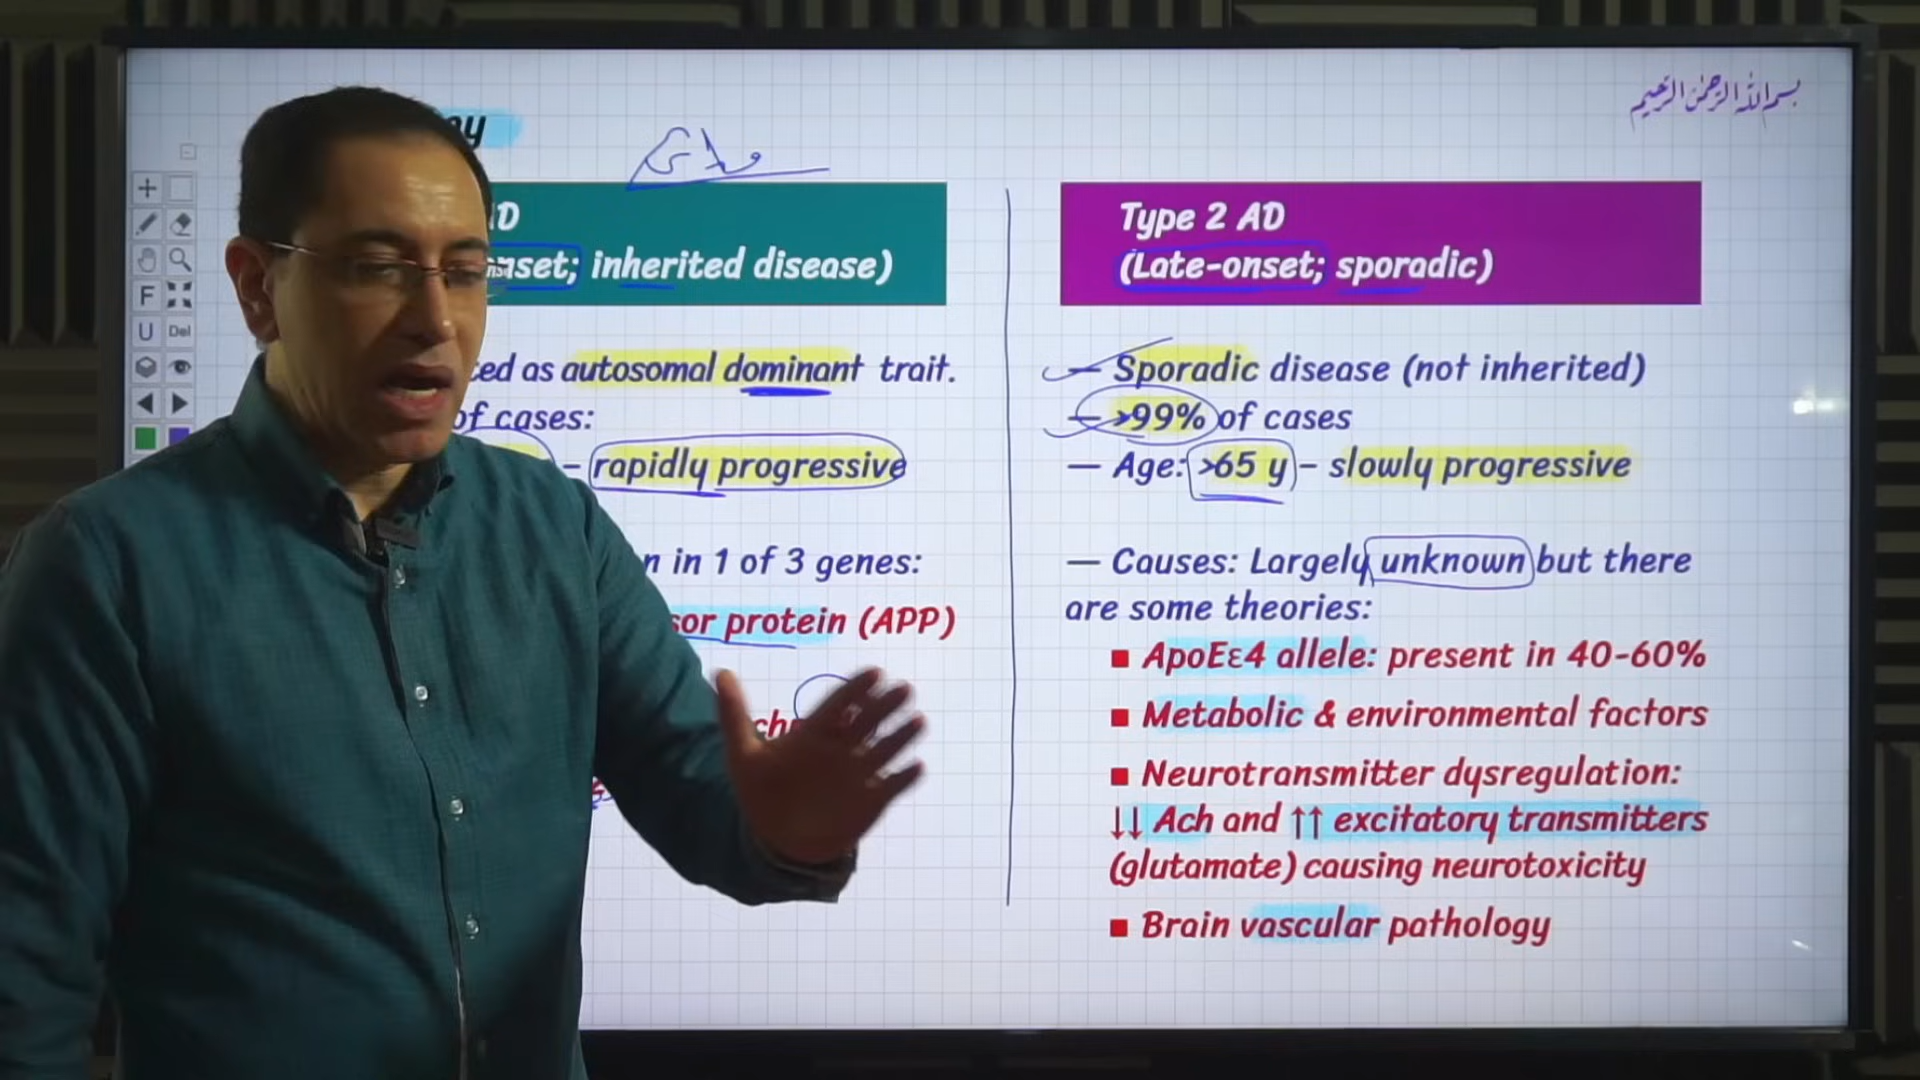 بسم الله الرحمن الرحيم
nset; inherited disease)
ted as autosomal dominant trait.
of cases:
– rapidly progressive
n in 1 of 3 genes:
sor protein (APP)
Type 2 AD
(Late-onset; sporadic)
— Sporadic disease (not inherited)
— >99% of cases
— Age: >65 y – slowly progressive
— Causes: Largely unknown but there
are some theories:
■ ApoEε4 allele: present in 40-60%
■ Metabolic & environmental factors
■ Neurotransmitter dysregulation:
↓↓ Ach and ↑↑ excitatory transmitters
(glutamate) causing neurotoxicity
■ Brain vascular pathology
F
U Del